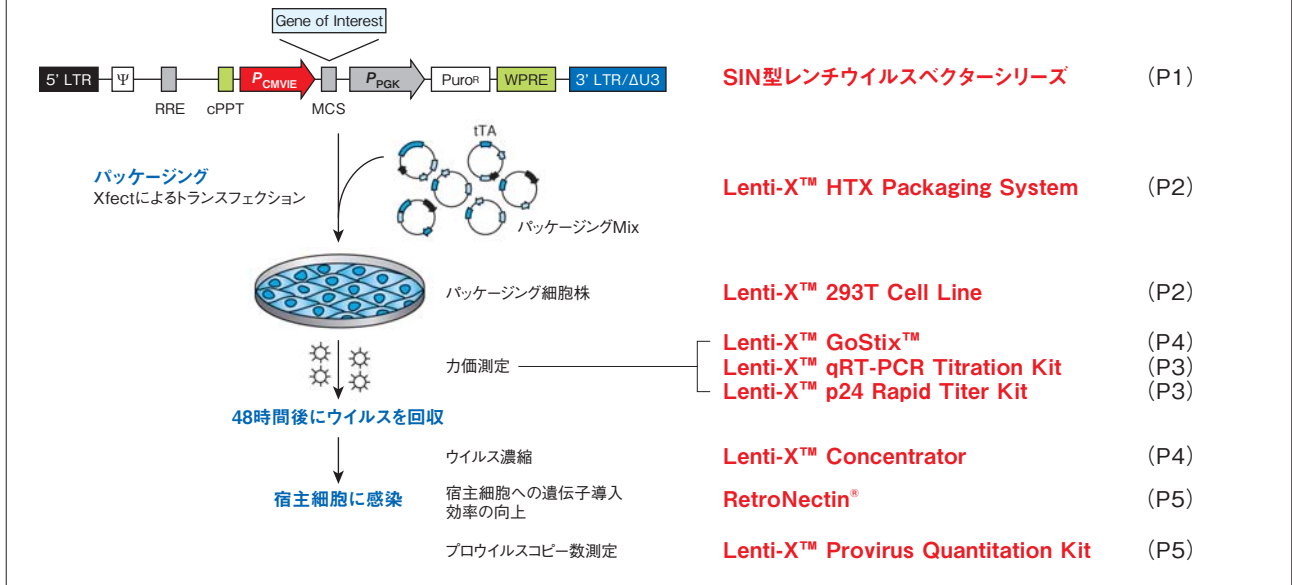 Gene of Interest
5' LTR Ψ PCMVIE PPGK PuroR WPRE 3' LTR/ΔU3
RRE cPPT MCS
SIN型レンチウイルスベクターシリーズ (P1)
tTA
パッケージング
Xfectによるトランスフェクション
パッケージングMix
Lenti-X™ HTX Packaging System (P2)
パッケージング細胞株 Lenti-X™ 293T Cell Line (P2)
力価測定
Lenti-X™ GoStix™ (P4)
Lenti-X™ qRT-PCR Titration Kit (P3)
Lenti-X™ p24 Rapid Titer Kit (P3)
48時間後にウイルスを回収
ウイルス濃縮 Lenti-X™ Concentrator (P4)
宿主細胞に感染
宿主細胞への遺伝子導入
効率の向上
RetroNectin® (P5)
プロウイルスコピー数測定 Lenti-X™ Provirus Quantitation Kit (P5)